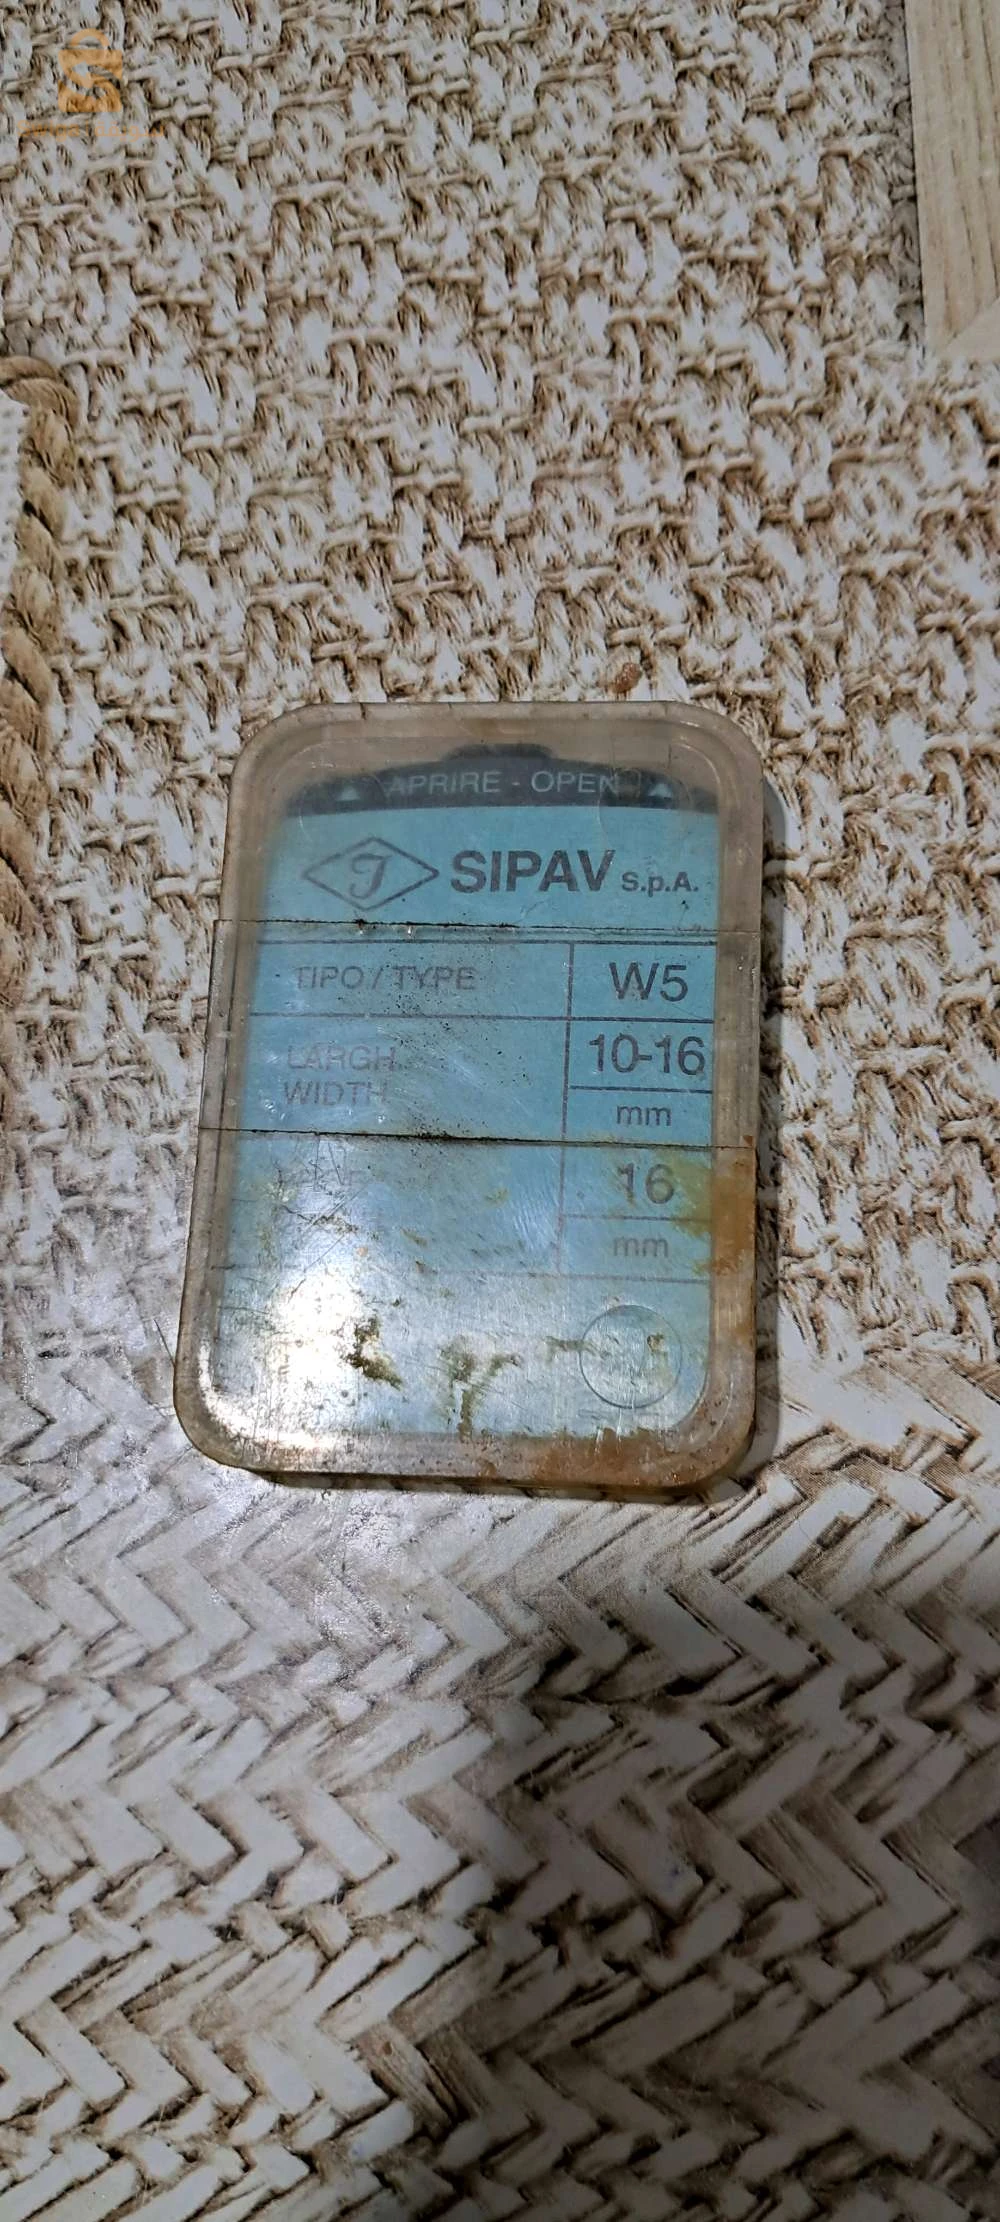 APRIRE - OPEN
J SIPAV S.p.A.
TIPO / TYPE W5
LARGH. 10-16
WIDTH mm
16
mm